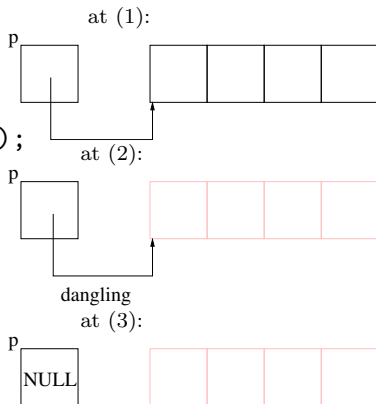 at (1):
p
);
at (2):
p
dangling
at (3):
p
NULL